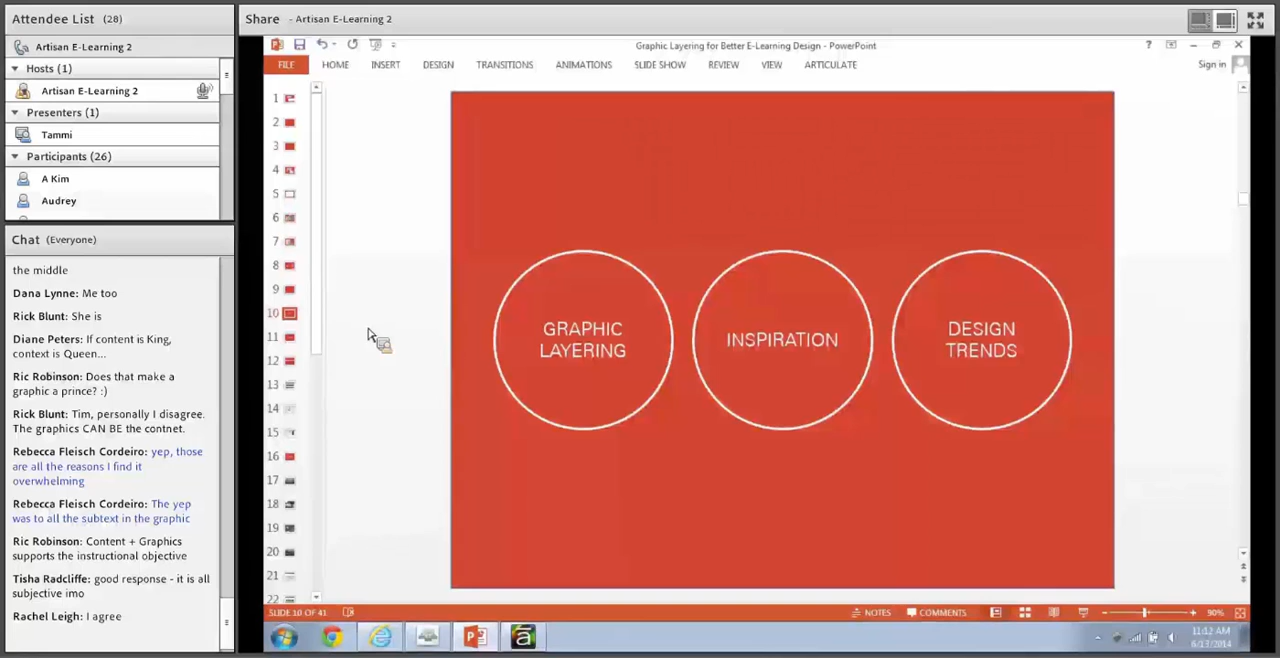 Attendee List (28)
Artisan E-Learning 2
Hosts (1)
Artisan E-Learning 2
Presenters (1)
Tammi
Participants (26)
A Kim
Audrey
Chat (Everyone)
the middle
Dana Lynne: Me too
Rick Blunt: She is
Diane Peters: If content is King,
context is Queen...
Ric Robinson: Does that make a
graphic a prince? :)
Rick Blunt: Tim, personally I disagree.
The graphics CAN BE the contnet.
Rebecca Fleisch Cordeiro: yep, those
are all the reasons I find it
overwhelming
Rebecca Fleisch Cordeiro: The yep
was to all the subtext in the graphic
Ric Robinson: Content + Graphics
supports the instructional objective
Tisha Radcliffe: good response - it is all
subjective imo
Rachel Leigh: I agree
Share - Artisan E-Learning 2
Graphic Layering for Better E-Learning Design - PowerPoint
FILE HOME INSERT DESIGN TRANSITIONS ANIMATIONS SLIDE SHOW REVIEW VIEW ARTICULATE
Sign in
1
2
3
4
5
6
7
8
9
10
11
12
13
14
15
16
17
18
19
20
21
22
GRAPHIC
LAYERING
INSPIRATION
DESIGN
TRENDS
SLIDE 10 OF 41
NOTES COMMENTS 90%
11:12 AM
6/13/2014